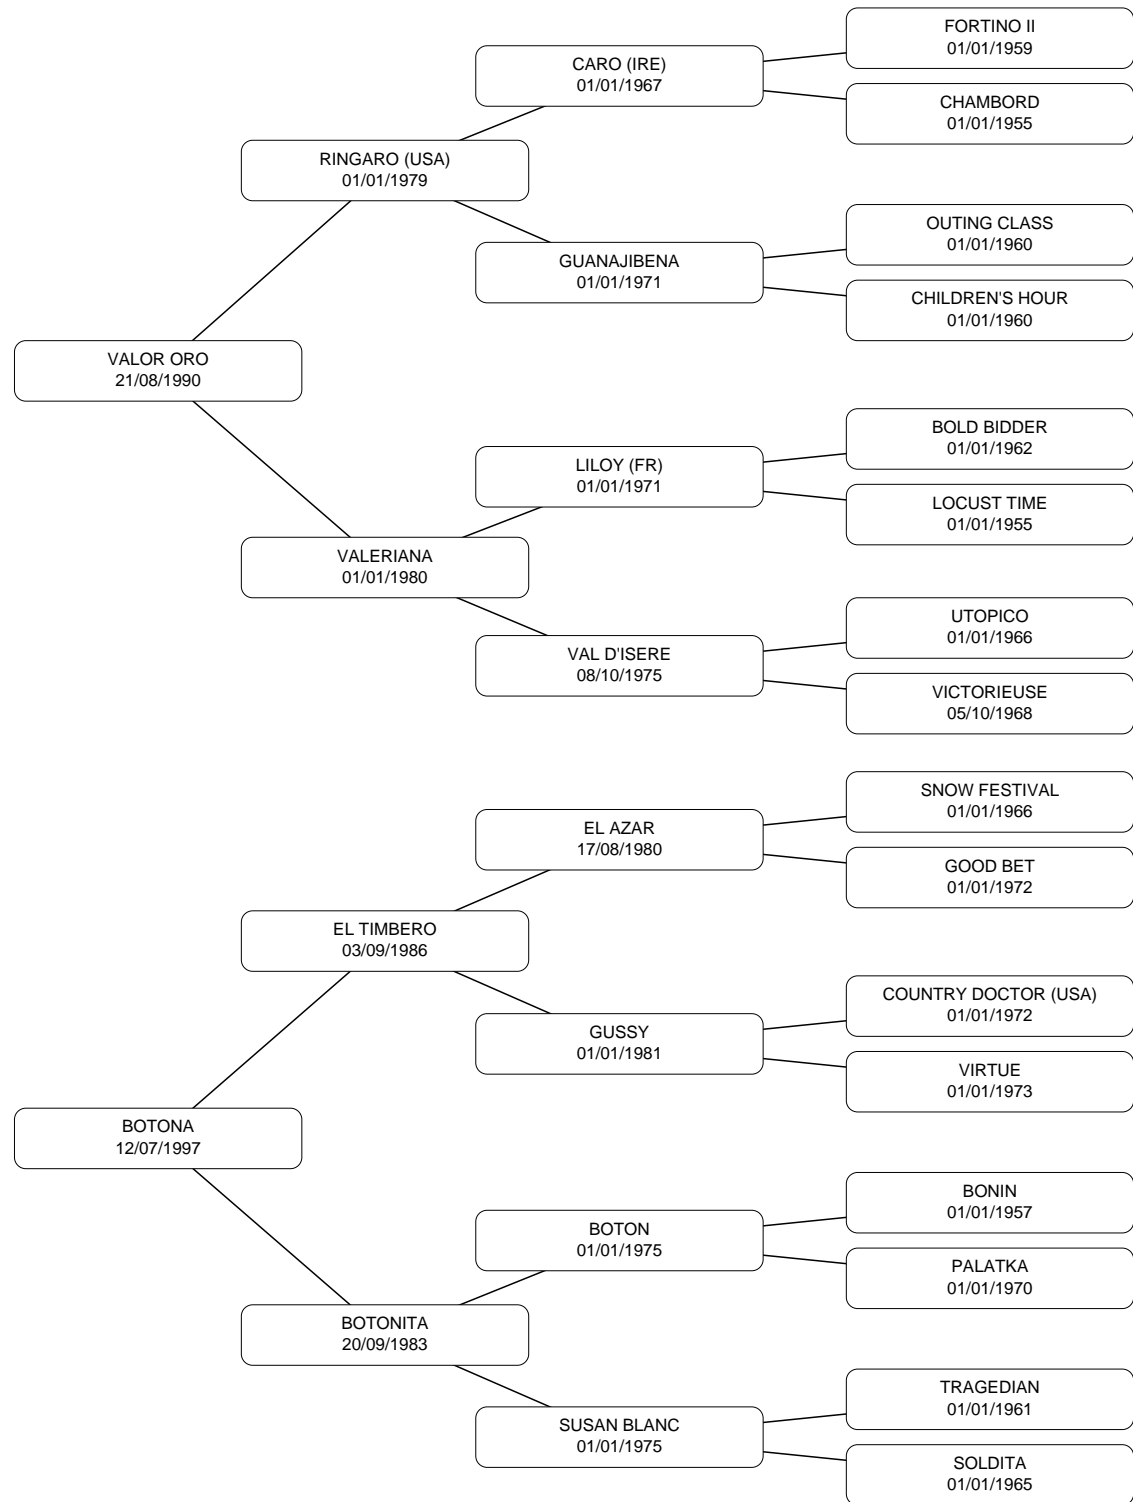 FORTINO II
01/01/1959
CARO (IRE)
01/01/1967
CHAMBORD
01/01/1955
RINGARO (USA)
01/01/1979
OUTING CLASS
01/01/1960
GUANAJIBENA
01/01/1971
CHILDREN'S HOUR
01/01/1960
VALOR ORO
21/08/1990
BOLD BIDDER
01/01/1962
LILOY (FR)
01/01/1971
LOCUST TIME
01/01/1955
VALERIANA
01/01/1980
UTOPICO
01/01/1966
VAL D'ISERE
08/10/1975
VICTORIEUSE
05/10/1968
SNOW FESTIVAL
01/01/1966
EL AZAR
17/08/1980
GOOD BET
01/01/1972
EL TIMBERO
03/09/1986
COUNTRY DOCTOR (USA)
01/01/1972
GUSSY
01/01/1981
VIRTUE
01/01/1973
BOTONA
12/07/1997
BONIN
01/01/1957
BOTON
01/01/1975
PALATKA
01/01/1970
BOTONITA
20/09/1983
TRAGEDIAN
01/01/1961
SUSAN BLANC
01/01/1975
SOLDITA
01/01/1965